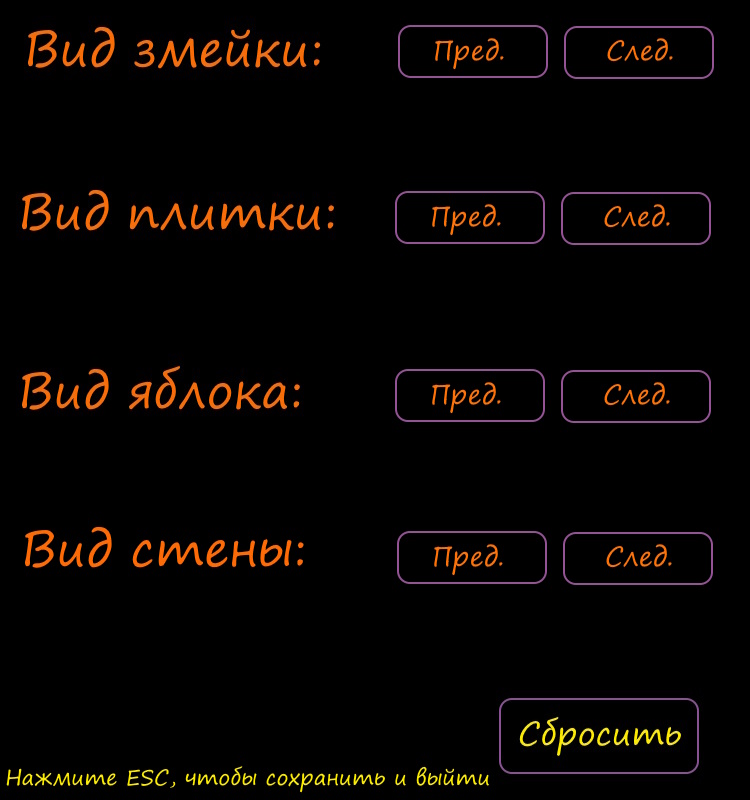 Вид змейки: Пред. След.
Вид плитки: Пред. След.
Вид яблока: Пред. След.
Вид стены: Пред. След.
Сбросить
Нажмите ESC, чтобы сохранить и выйти